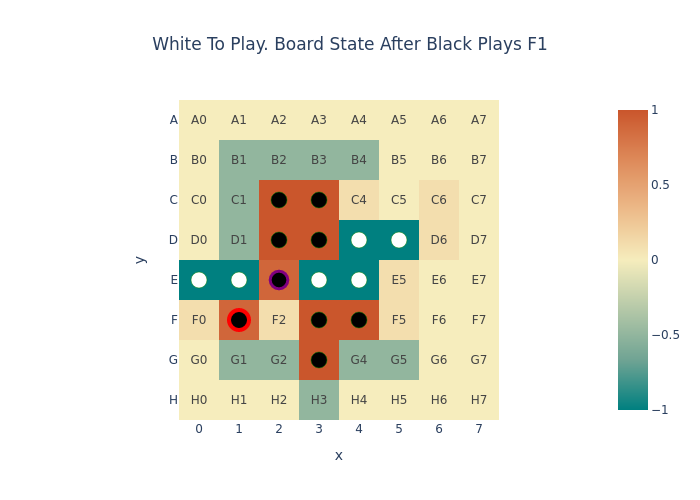 White To Play. Board State After Black Plays F1
A A0 A1 A2 A3 A4 A5 A6 A7
B B0 B1 B2 B3 B4 B5 B6 B7
C C0 C1 C4 C5 C6 C7
D D0 D1 D6 D7
E E5 E6 E7
F F0 F2 F5 F6 F7
G G0 G1 G2 G4 G5 G6 G7
H H0 H1 H2 H3 H4 H5 H6 H7
0 1 2 3 4 5 6 7
x
y
1
0.5
0
−0.5
−1